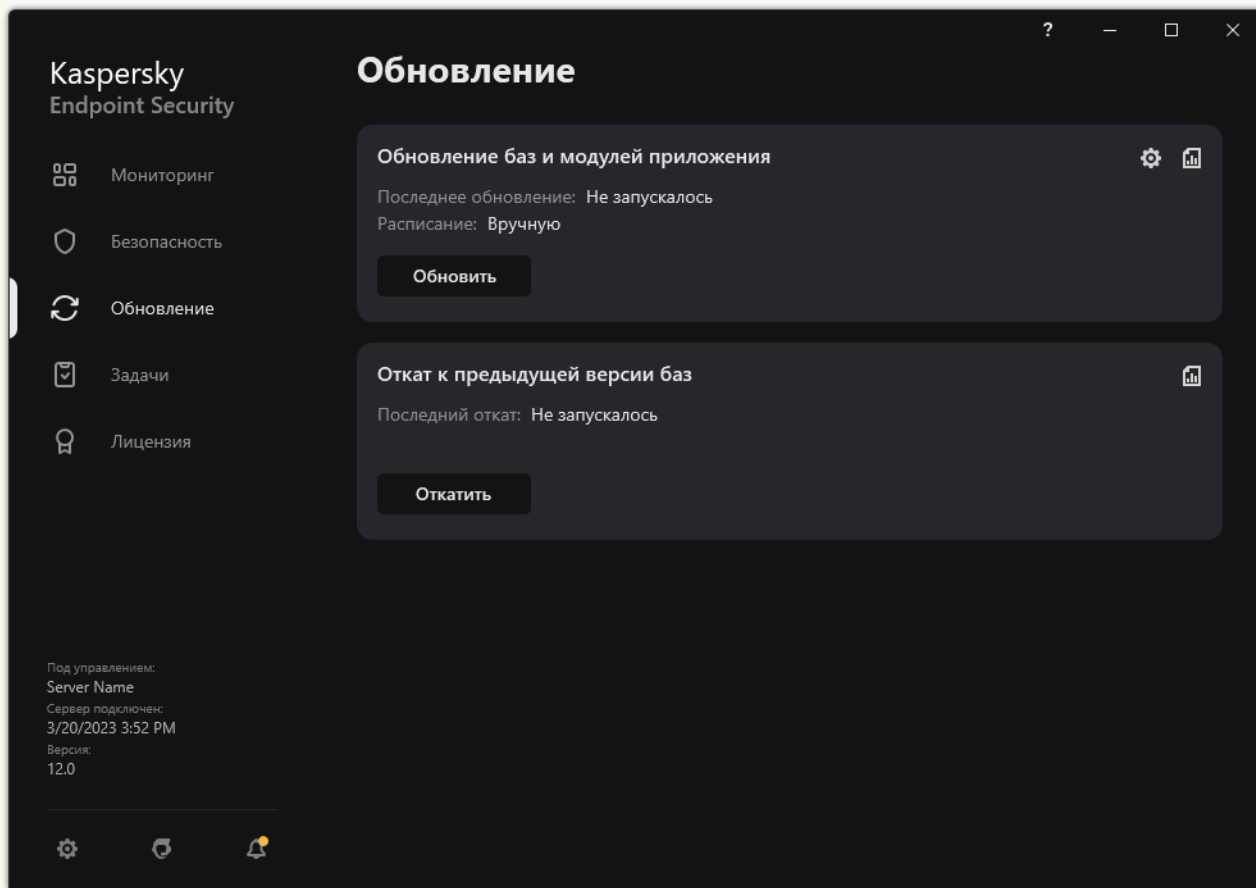 ?
Kaspersky
Endpoint Security
Мониторинг
Безопасность
Обновление
Задачи
Лицензия
Под управлением:
Server Name
Сервер подключен:
3/20/2023 3:52 PM
Версия:
12.0
Обновление
Обновление баз и модулей приложения
Последнее обновление: Не запускалось
Расписание: Вручную
Обновить
Откат к предыдущей версии баз
Последний откат: Не запускалось
Откатить